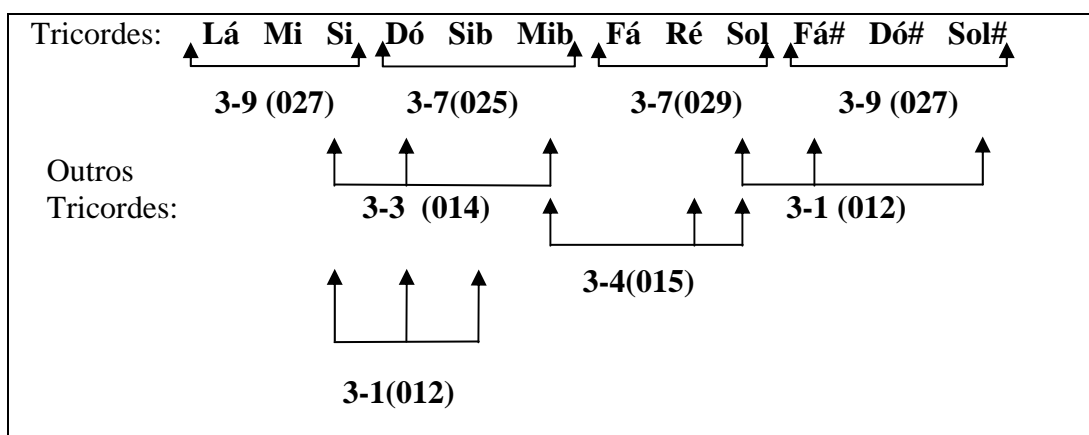 Tricordes: Lá Mi Si Dó Sib Mib Fá Ré Sol Fá# Dó# Sol#
3-9 (027) 3-7(025) 3-7(029) 3-9 (027)
Outros
Tricordes: 3-3 (014) 3-1 (012)
3-4(015)
3-1(012)